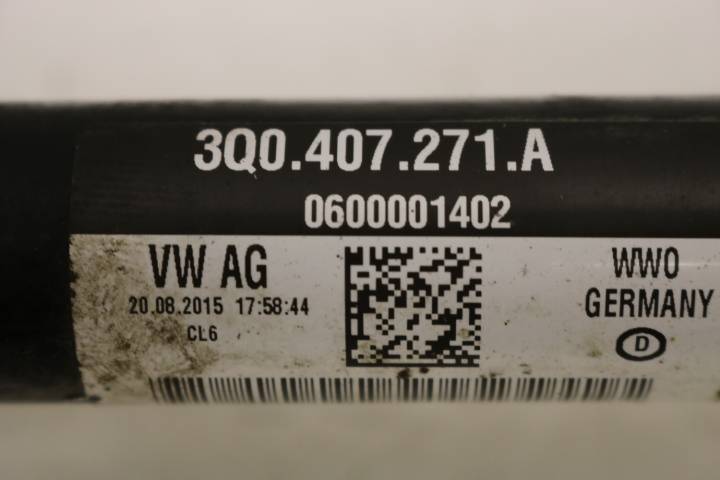 3Q0.407.271.A
0600001402
VW AG
20.08.2015 17:58:44
CL6
WWO
GERMANY
D